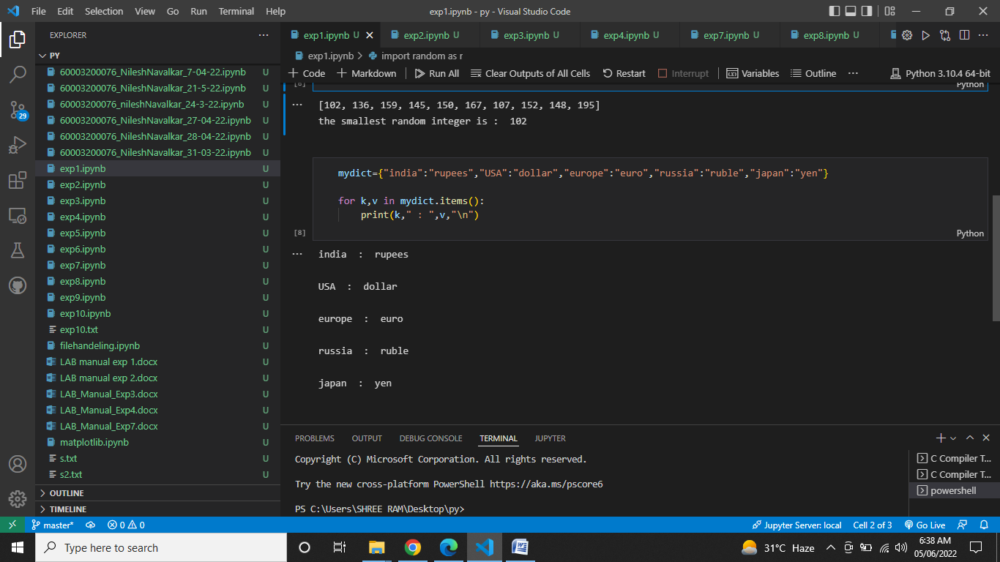 File Edit Selection View Go Run Terminal Help exp1.ipynb - py - Visual Studio Code
EXPLORER
PY
60003200076_NileshNavalkar_7-04-22.ipynb U
60003200076_NileshNavalkar_21-5-22.ipynb U
60003200076_nileshNavalkar_24-3-22.ipynb U
60003200076_NileshNavalkar_27-04-22.ipynb U
60003200076_NileshNavalkar_28-04-22.ipynb U
60003200076_NileshNavalkar_31-03-22.ipynb U
exp1.ipynb U
exp2.ipynb U
exp3.ipynb U
exp4.ipynb U
exp5.ipynb U
exp6.ipynb U
exp7.ipynb U
exp8.ipynb U
exp9.ipynb U
exp10.ipynb U
exp10.txt U
filehandeling.ipynb U
LAB manual exp 1.docx U
LAB manual exp 2.docx U
LAB_Manual_Exp3.docx U
LAB_Manual_Exp4.docx U
LAB_Manual_Exp7.docx U
matplotlib.ipynb U
s.txt U
s2.txt U
OUTLINE
TIMELINE
29
exp1.ipynb U exp2.ipynb U exp3.ipynb U exp4.ipynb U exp7.ipynb U exp8.ipynb U
exp1.ipynb > import random as r
+ Code + Markdown Run All Clear Outputs of All Cells Restart Interrupt Variables Outline ... Python 3.10.4 64-bit
Python
[102, 136, 159, 145, 150, 167, 107, 152, 148, 195]
the smallest random integer is :  102
mydict={"india":"rupees","USA":"dollar","europe":"euro","russia":"ruble","japan":"yen"}
for k,v in mydict.items():
    print(k," : ",v,"\n")
[8] Python
india  :  rupees
USA  :  dollar
europe  :  euro
russia  :  ruble
japan  :  yen
PROBLEMS OUTPUT DEBUG CONSOLE TERMINAL JUPYTER
Copyright (C) Microsoft Corporation. All rights reserved.
Try the new cross-platform PowerShell https://aka.ms/pscore6
PS C:\Users\SHREE RAM\Desktop\py>
C Compiler T...
C Compiler T...
powershell
master* 0 0 Jupyter Server: local Cell 2 of 3 Go Live
Type here to search 31°C Haze 6:38 AM
05/06/2022